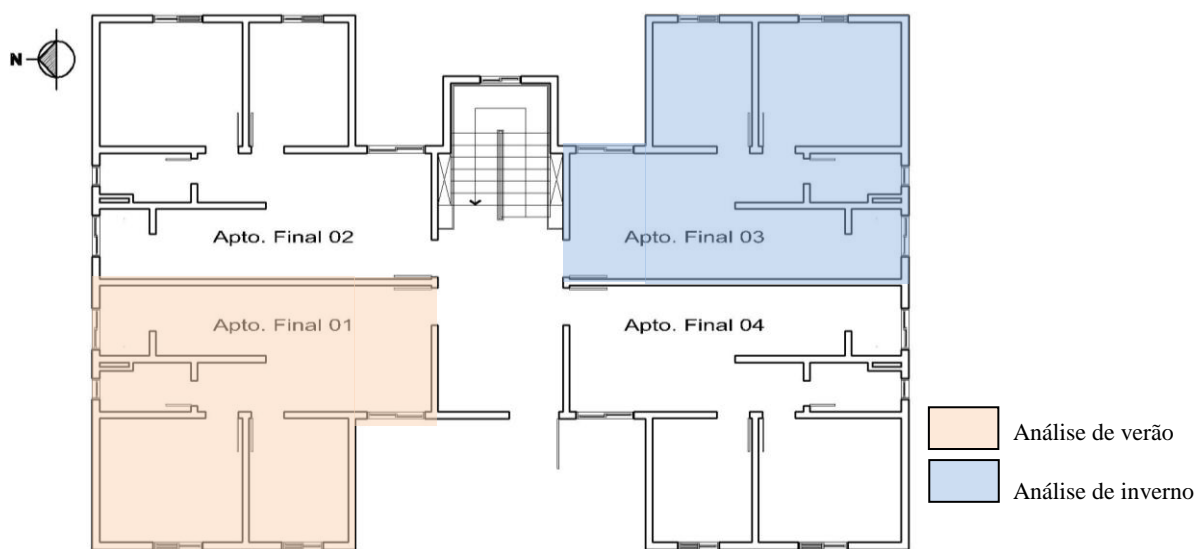 N
Apto. Final 02
Apto. Final 03
Apto. Final 01
Apto. Final 04
Análise de verão
Análise de inverno